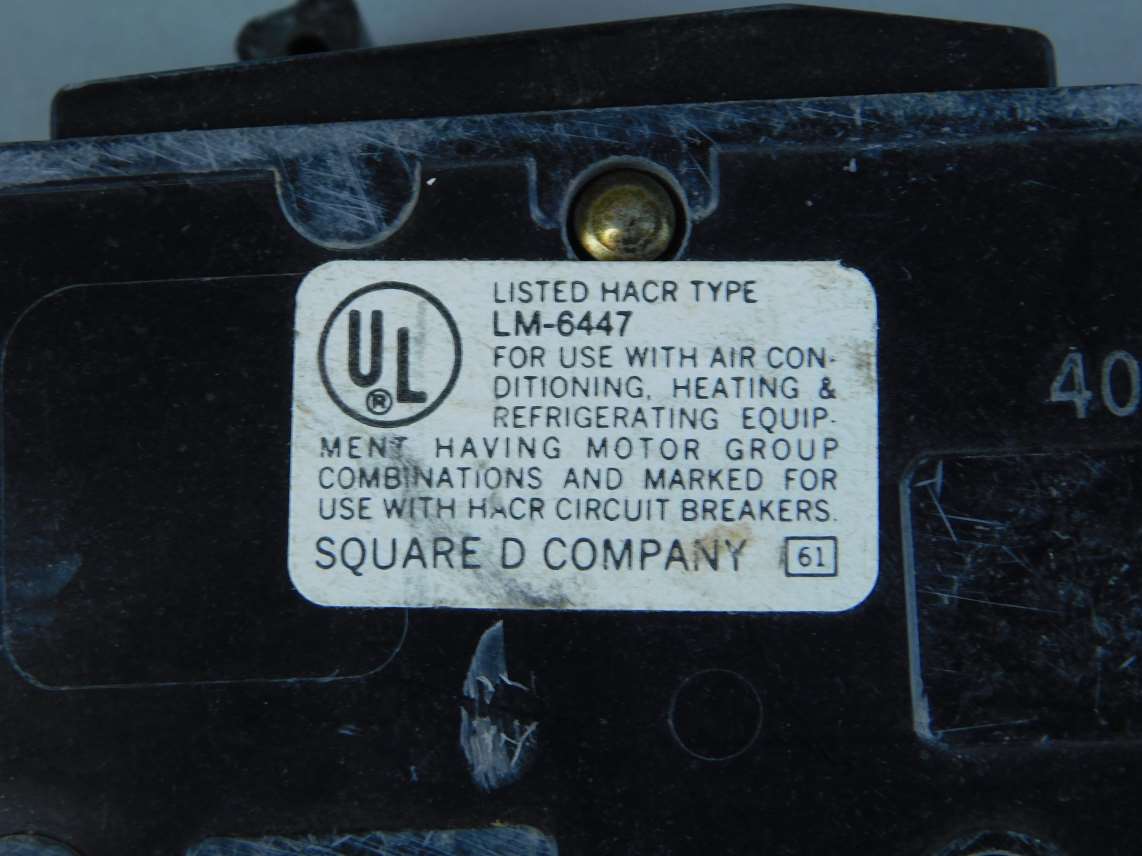 UL
®
LISTED HACR TYPE
LM-6447
FOR USE WITH AIR CON-
DITIONING, HEATING &
REFRIGERATING EQUIP-
MENT HAVING MOTOR GROUP
COMBINATIONS AND MARKED FOR
USE WITH HACR CIRCUIT BREAKERS.
SQUARE D COMPANY 61
40